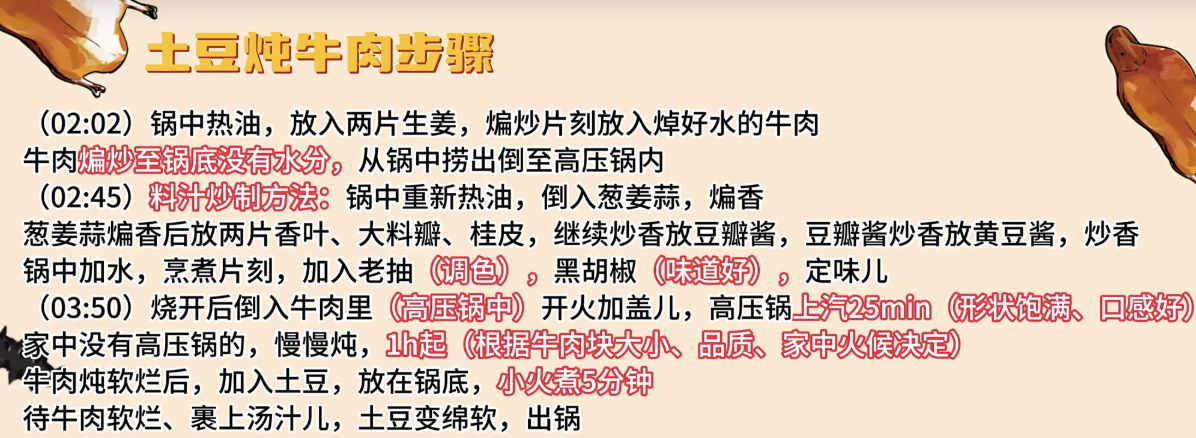 土豆炖牛肉步骤
（02:02）锅中热油，放入两片生姜，煸炒片刻放入焯好水的牛肉
牛肉煸炒至锅底没有水分，从锅中捞出倒至高压锅内
（02:45）料汁炒制方法：锅中重新热油，倒入葱姜蒜，煸香
葱姜蒜煸香后放两片香叶、大料瓣、桂皮，继续炒香放豆瓣酱，豆瓣酱炒香放黄豆酱，炒香
锅中加水，烹煮片刻，加入老抽（调色），黑胡椒（味道好），定味儿
（03:50）烧开后倒入牛肉里（高压锅中）开火加盖儿，高压锅上汽25min（形状饱满、口感好）
家中没有高压锅的，慢慢炖，1h起（根据牛肉块大小、品质、家中火候决定）
牛肉炖软烂后，加入土豆，放在锅底，小火煮5分钟
待牛肉软烂、裹上汤汁儿，土豆变绵软，出锅